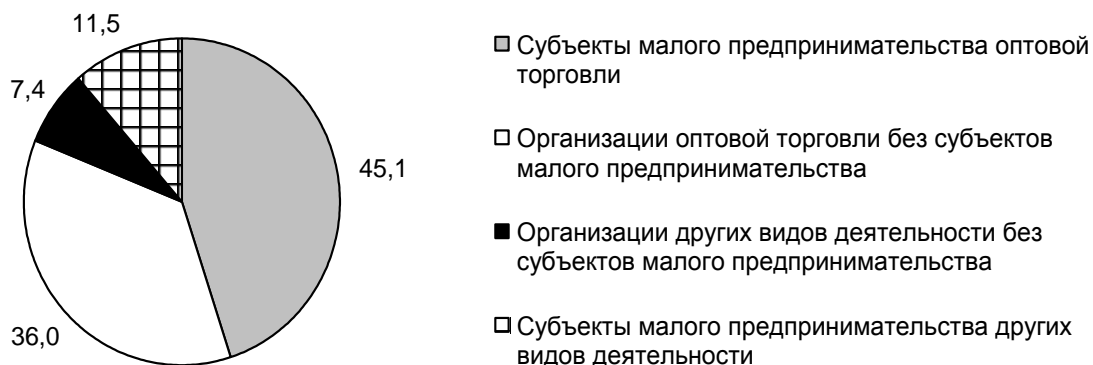 11,5
7,4
45,1
36,0
Субъекты малого предпринимательства оптовой
торговли
Организации оптовой торговли без субъектов
малого предпринимательства
Организации других видов деятельности без
субъектов малого предпринимательства
Субъекты малого предпринимательства других
видов деятельности